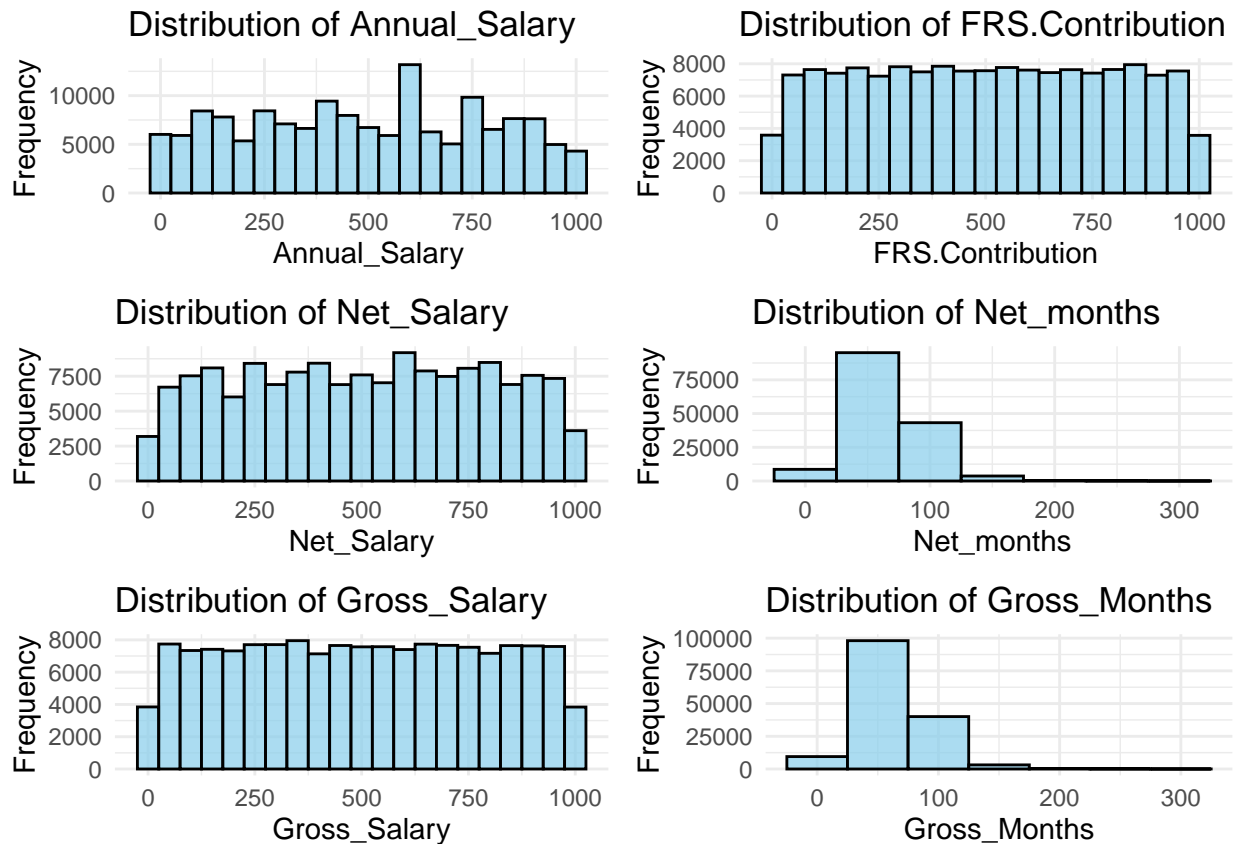 Distribution of Annual_Salary
Frequency
10000
5000
0
0 250 500 750 1000
Annual_Salary
Distribution of FRS.Contribution
Frequency
8000
6000
4000
2000
0
0 250 500 750 1000
FRS.Contribution
Distribution of Net_Salary
Frequency
7500
5000
2500
0
0 250 500 750 1000
Net_Salary
Distribution of Net_months
Frequency
75000
50000
25000
0
0 100 200 300
Net_months
Distribution of Gross_Salary
Frequency
8000
6000
4000
2000
0
0 250 500 750 1000
Gross_Salary
Distribution of Gross_Months
Frequency
100000
75000
50000
25000
0
0 100 200 300
Gross_Months